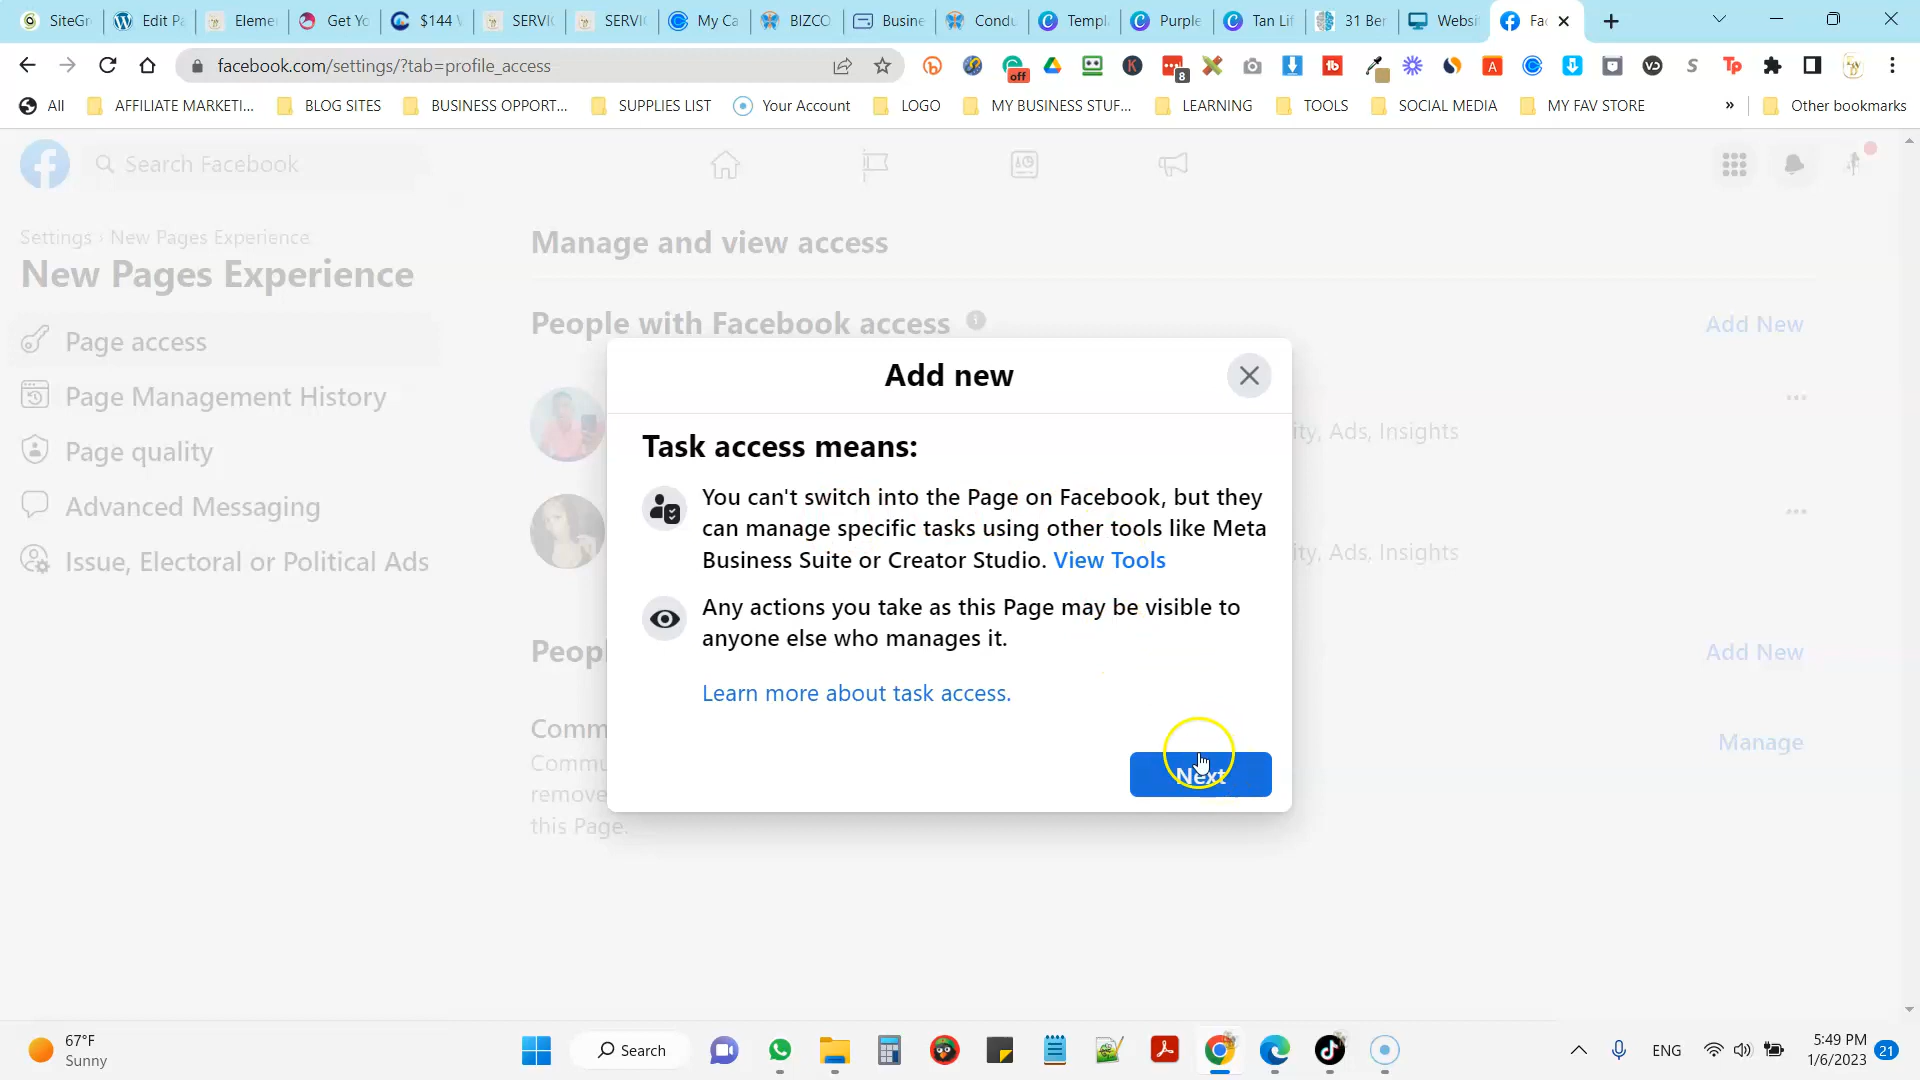 SiteGr
Edit Pa
Eleme
Get Yo
$144 V
SERVIC
SERVIC
My Ca
BIZCO
Busine
Condu
Templ
Purple
Tan Lif
31 Ber
Websi
Fac
facebook.com/settings/?tab=profile_access
off
8
All
AFFILIATE MARKETI...
BLOG SITES
BUSINESS OPPORT...
SUPPLIES LIST
Your Account
LOGO
MY BUSINESS STUF...
LEARNING
TOOLS
SOCIAL MEDIA
MY FAV STORE
»
Other bookmarks
Search Facebook
Settings › New Pages Experience
New Pages Experience
Page access
Page Management History
Page quality
Advanced Messaging
Issue, Electoral or Political Ads
Manage and view access
People with Facebook access
Add New
ity, Ads, Insights
ity, Ads, Insights
Peopl
Add New
Comm
Manage
Commu
remove
this Page.
Add new
Task access means:
You can't switch into the Page on Facebook, but they
can manage specific tasks using other tools like Meta
Business Suite or Creator Studio. View Tools
Any actions you take as this Page may be visible to
anyone else who manages it.
Learn more about task access.
Next
67°F
Sunny
Search
ENG
5:49 PM
1/6/2023
21